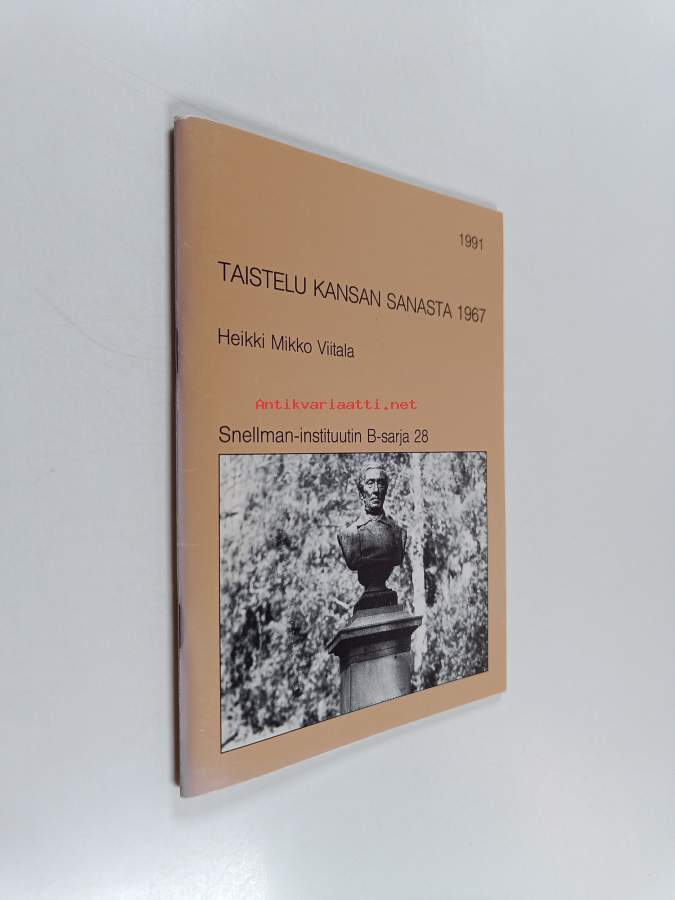 1991
TAISTELU KANSAN SANASTA 1967
Heikki Mikko Viitala
Antikvariaatti.net
Snellman-instituutin B-sarja 28